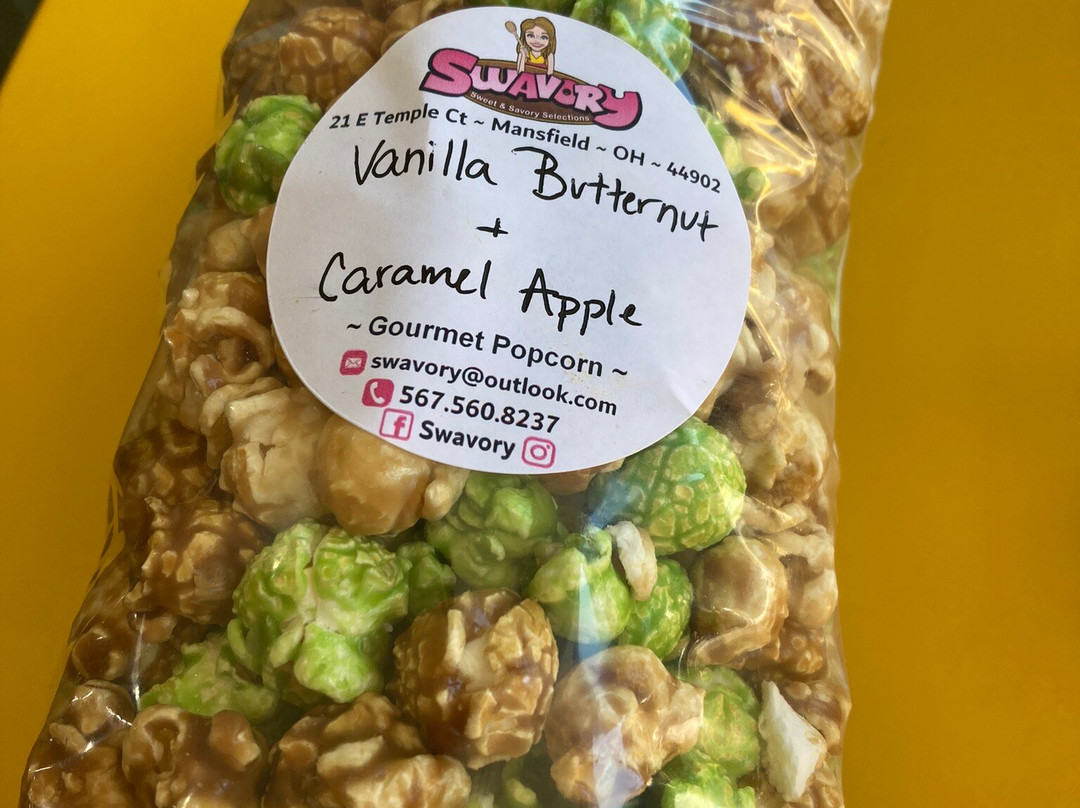 Swavory
Sweet & Savory Selections
21 E Temple Ct ~ Mansfield ~ OH ~ 44902
Vanilla Butternut
+
Caramel Apple
~ Gourmet Popcorn ~
swavory@outlook.com
567.560.8237
Swavory